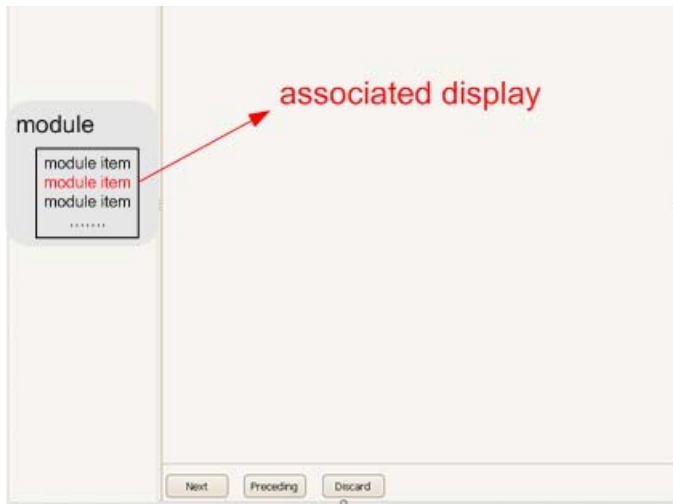 associated display
module
module item
module item
module item
.......
Next Preceding Discard